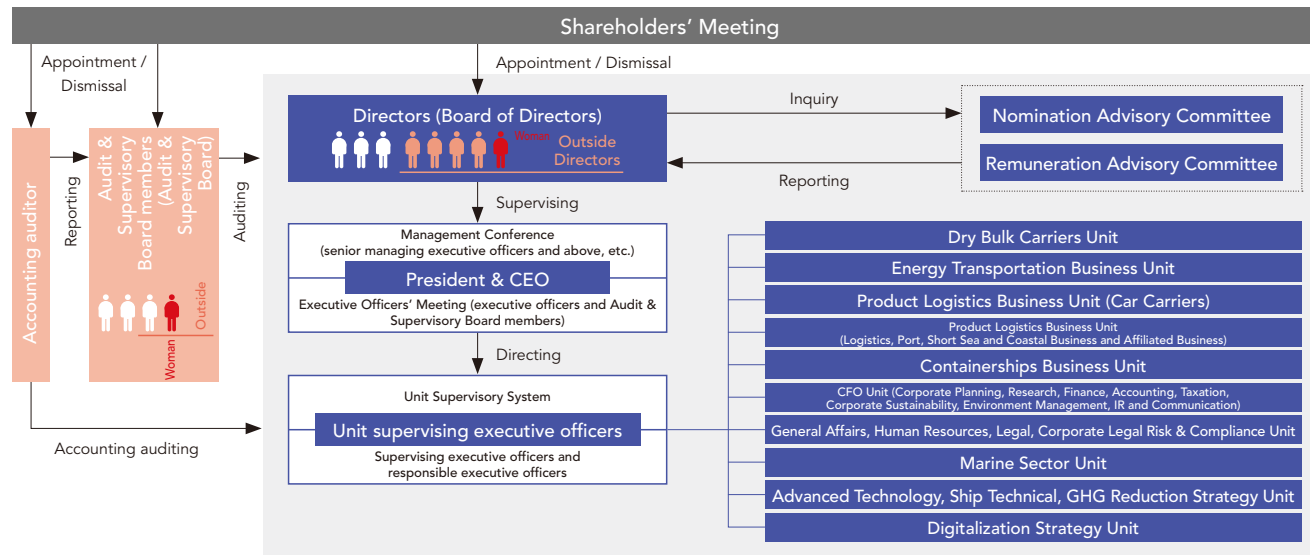 Shareholders' Meeting
Appointment /
Dismissal
Appointment / Dismissal
Accounting auditor
Reporting
Audit &
Supervisory
Board members
(Audit &
Supervisory
Board)
Outside
Woman
Auditing
Accounting auditing
Directors (Board of Directors)
Woman
Outside
Directors
Inquiry
Reporting
Nomination Advisory Committee
Remuneration Advisory Committee
Supervising
Management Conference
(senior managing executive officers and above, etc.)
President & CEO
Executive Officers' Meeting (executive officers and Audit &
Supervisory Board members)
Directing
Unit Supervisory System
Unit supervising executive officers
Supervising executive officers and
responsible executive officers
Dry Bulk Carriers Unit
Energy Transportation Business Unit
Product Logistics Business Unit (Car Carriers)
Product Logistics Business Unit
(Logistics, Port, Short Sea and Coastal Business and Affiliated Business)
Containerships Business Unit
CFO Unit (Corporate Planning, Research, Finance, Accounting, Taxation,
Corporate Sustainability, Environment Management, IR and Communication)
General Affairs, Human Resources, Legal, Corporate Legal Risk & Compliance Unit
Marine Sector Unit
Advanced Technology, Ship Technical, GHG Reduction Strategy Unit
Digitalization Strategy Unit